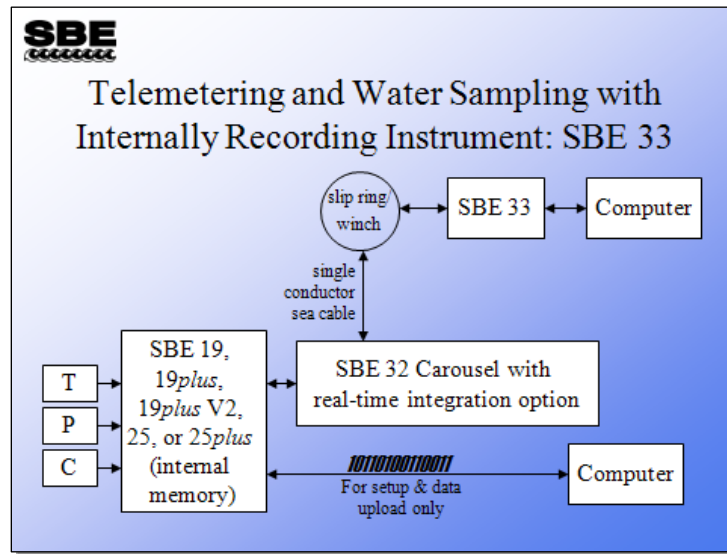 SBE
Telemetering and Water Sampling with
Internally Recording Instrument: SBE 33
slip ring/
winch
SBE 33
Computer
single
conductor
sea cable
SBE 19,
19plus,
19plus V2,
25, or 25plus
(internal
memory)
SBE 32 Carousel with
real-time integration option
T
P
C
10110100110011
For setup & data
upload only
Computer